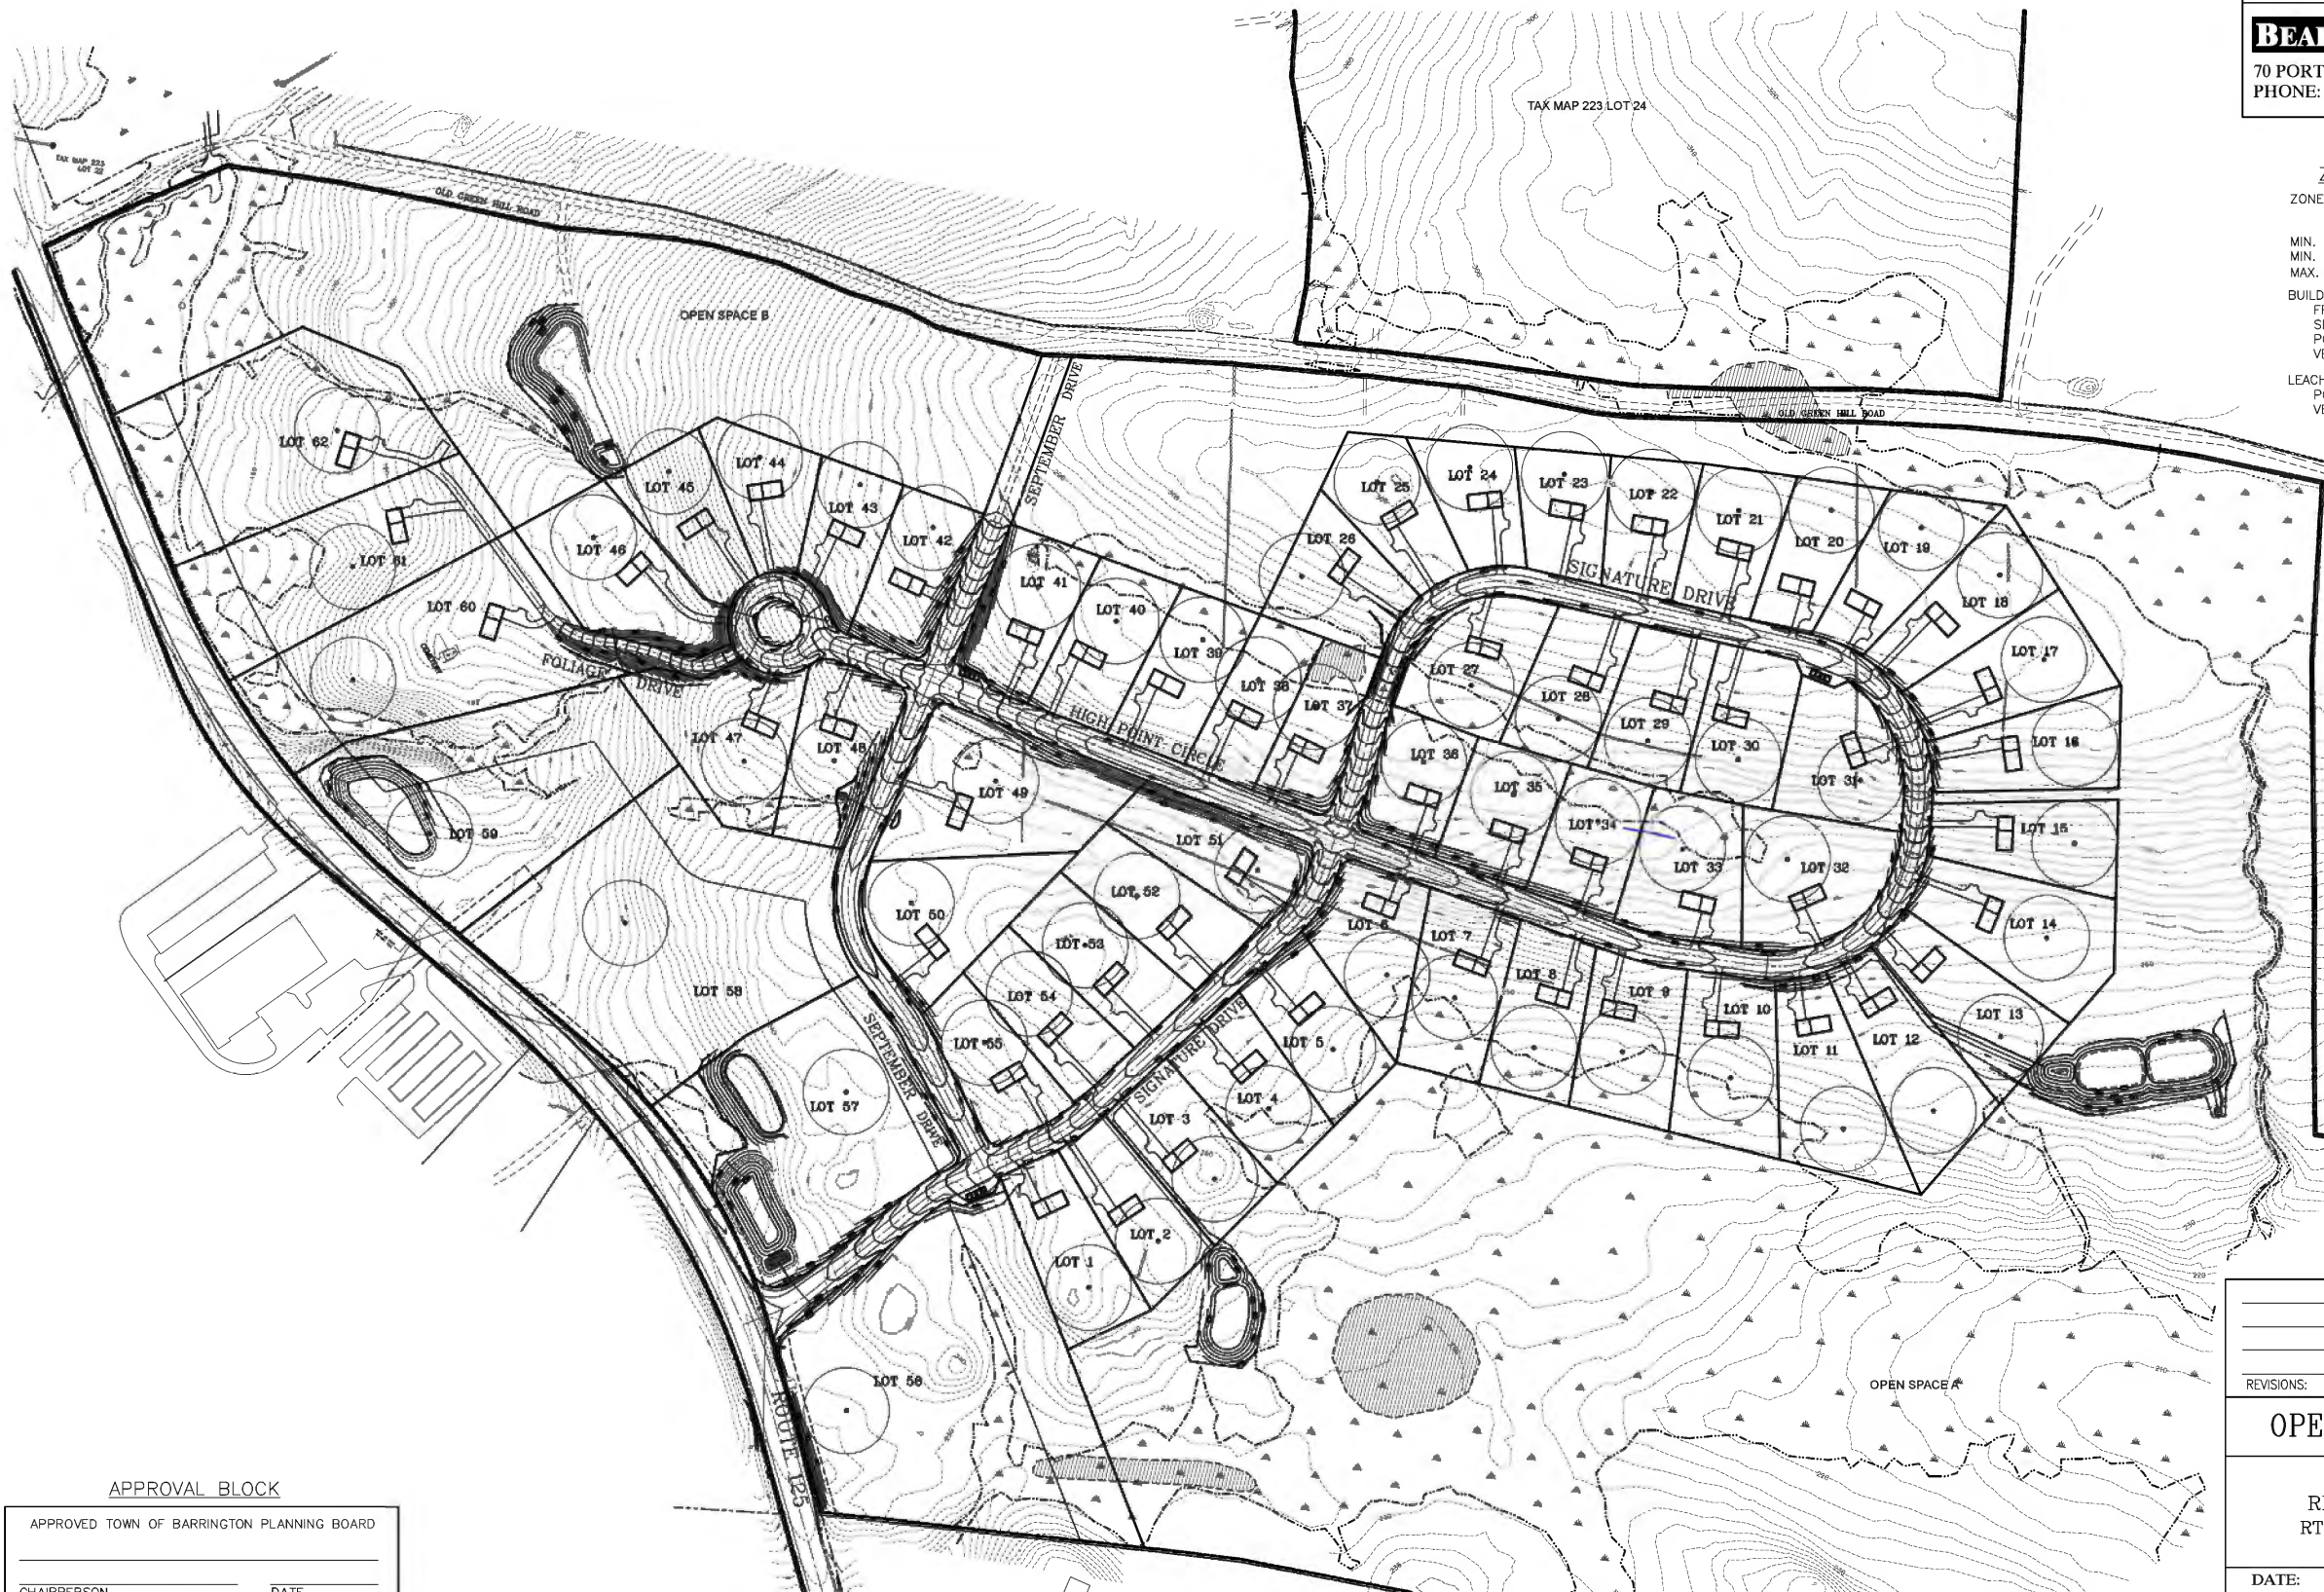 BEA
70 PORT
PHONE:
TAX MAP 223 LOT 24
TAX MAP 223
LOT 22
OLD GREEN HILL ROAD
ZONE
MIN.
MIN.
MAX.
BUILD
LEACH
OPEN SPACE B
SEPTEMBER DRIVE
OLD GREEN HILL ROAD
LOT 62
LOT 45
LOT 44
LOT 43
LOT 42
LOT 46
LOT 61
LOT 60
LOT 41
LOT 40
LOT 39
LOT 38
LOT 37
LOT 25
LOT 24
LOT 23
LOT 22
LOT 21
LOT 20
LOT 19
LOT 18
LOT 17
LOT 16
LOT 26
SIGNATURE DRIVE
FOLIAGE DRIVE
HIGH POINT CIRCLE
LOT 27
LOT 28
LOT 29
LOT 30
LOT 31
LOT 36
LOT 35
LOT 34
LOT 33
LOT 32
LOT 15
LOT 14
LOT 13
LOT 47
LOT 48
LOT 49
LOT 59
LOT 51
LOT 52
LOT 50
LOT 53
LOT 54
LOT 55
LOT 6
LOT 7
LOT 8
LOT 9
LOT 10
LOT 11
LOT 12
LOT 58
SEPTEMBER DRIVE
SIGNATURE DRIVE
LOT 5
LOT 4
LOT 3
LOT 57
LOT 2
LOT 1
LOT 56
ROUTE 125
OPEN SPACE A
REVISIONS:
OPE
RT
DATE:
APPROVAL BLOCK
APPROVED TOWN OF BARRINGTON PLANNING BOARD
CHAIRPERSON
DATE